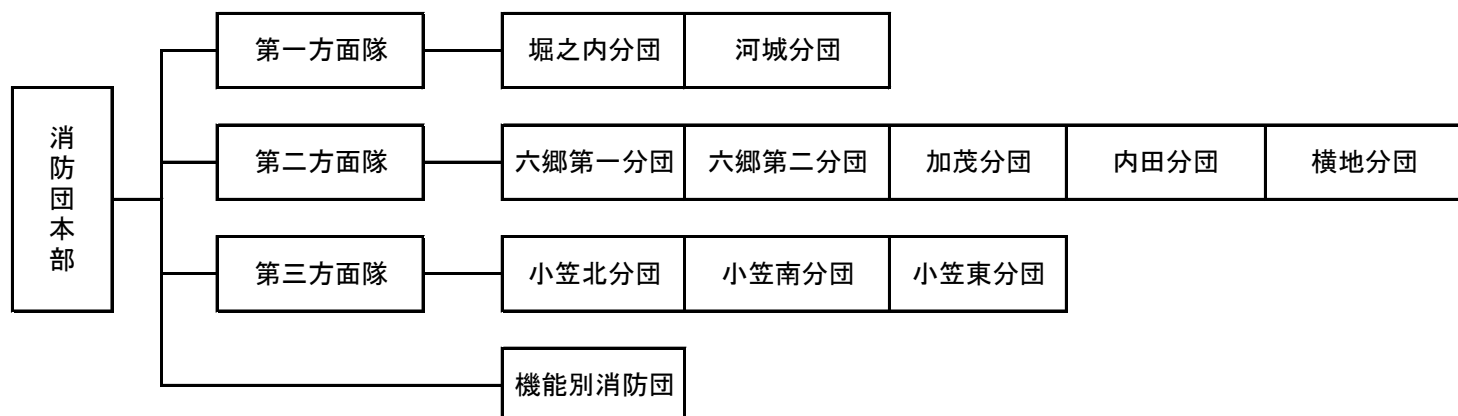 消防団本部
第一方面隊
堀之内分団
河城分団
第二方面隊
六郷第一分団
六郷第二分団
加茂分団
内田分団
横地分団
第三方面隊
小笠北分団
小笠南分団
小笠東分団
機能別消防団